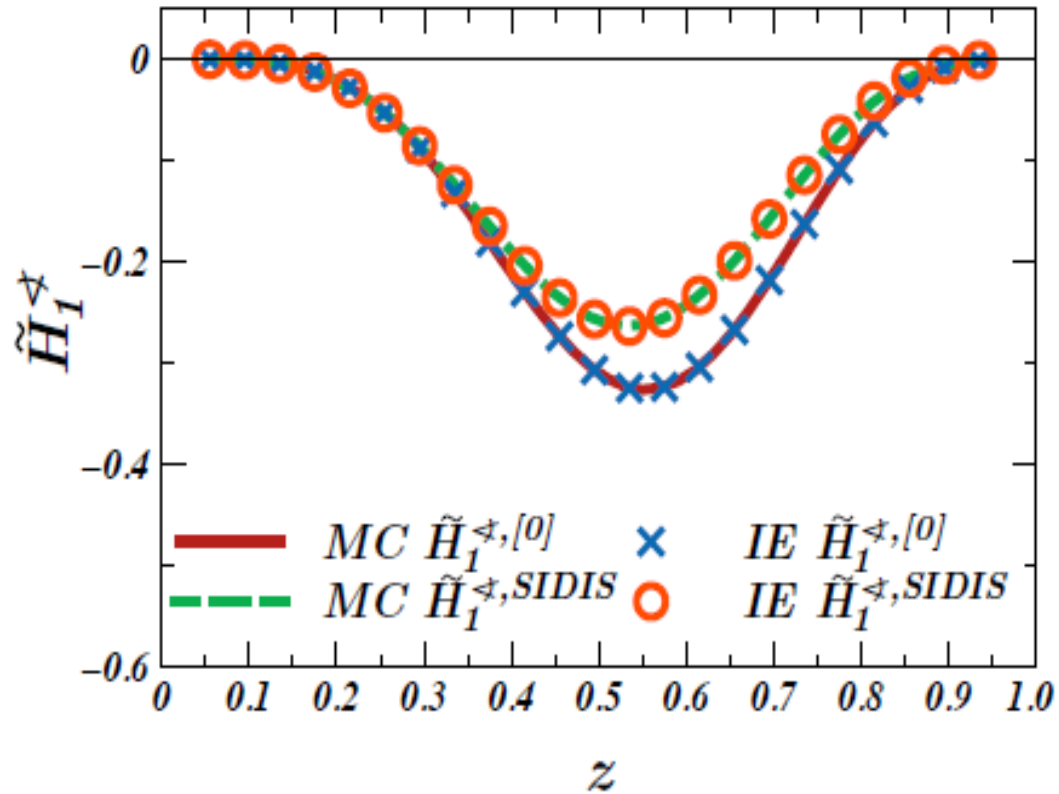 0
−0.2
−0.4
−0.6
H̃₁^∢
MC H̃₁^∢,[0]
IE H̃₁^∢,[0]
MC H̃₁^∢,SIDIS
IE H̃₁^∢,SIDIS
0 0.1 0.2 0.3 0.4 0.5 0.6 0.7 0.8 0.9 1.0
z